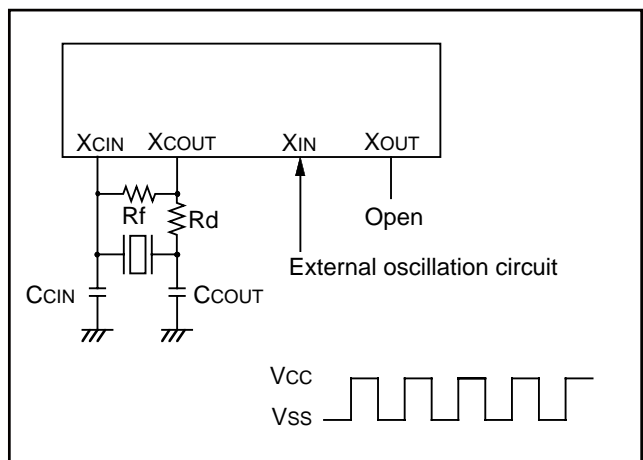 XCIN XCOUT XIN XOUT
Rf Rd Open
External oscillation circuit
CCIN CCOUT
VCC
VSS